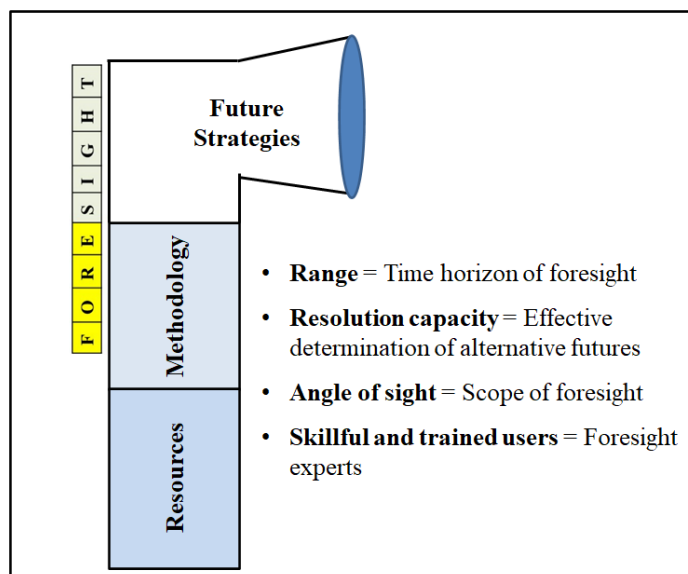 FORESIGHT
Future
Strategies
Methodology
Resources
• Range = Time horizon of foresight
• Resolution capacity = Effective
determination of alternative futures
• Angle of sight = Scope of foresight
• Skillful and trained users = Foresight
experts